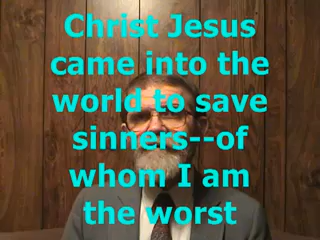 Christ Jesus
came into the
world to save
sinners--of
whom I am
the worst